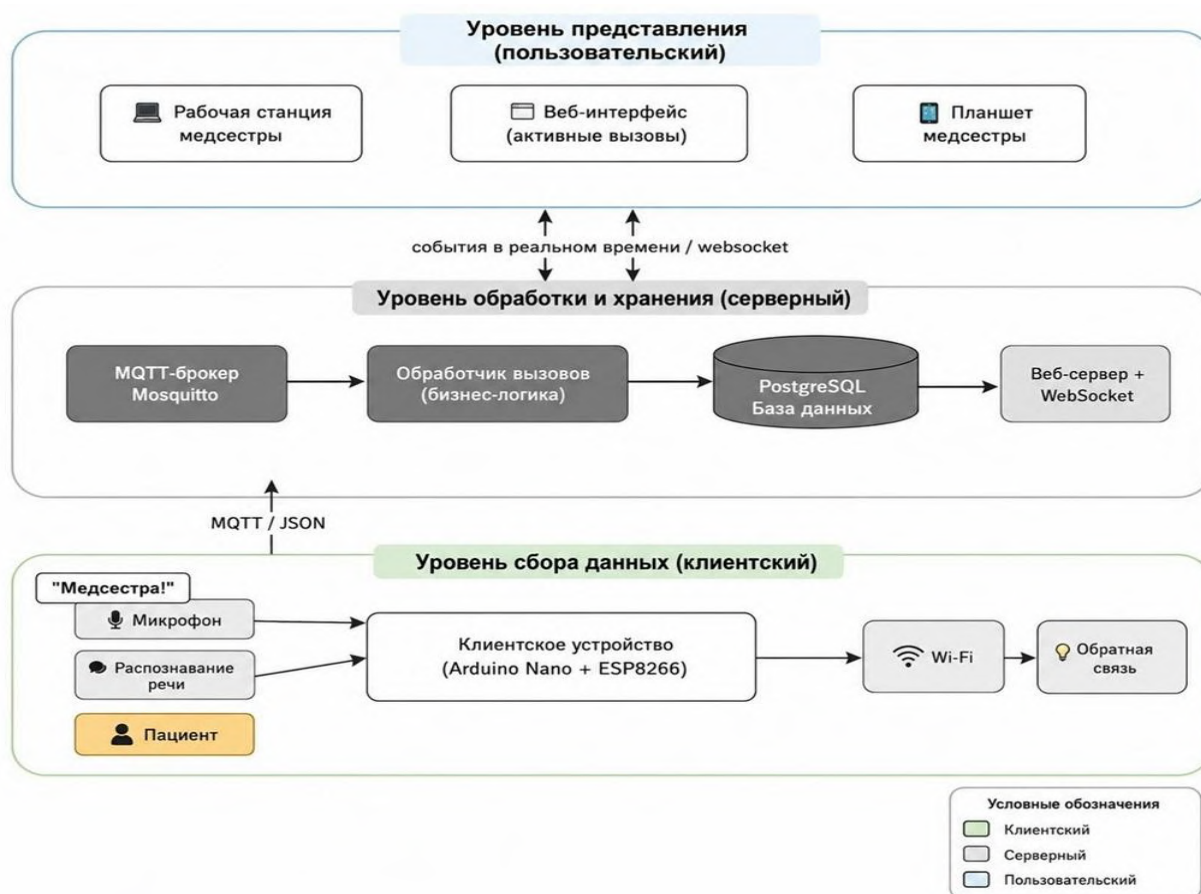 Уровень представления
(пользовательский)
Рабочая станция
медсестры
Веб-интерфейс
(активные вызовы)
Планшет
медсестры
события в реальном времени / websocket
Уровень обработки и хранения (серверный)
MQTT-брокер
Mosquitto
Обработчик вызовов
(бизнес-логика)
PostgreSQL
База данных
Веб-сервер +
WebSocket
MQTT / JSON
Уровень сбора данных (клиентский)
"Медсестра!"
Микрофон
Распознавание
речи
Пациент
Клиентское устройство
(Arduino Nano + ESP8266)
Wi-Fi
Обратная
связь
Условные обозначения
Клиентский
Серверный
Пользовательский